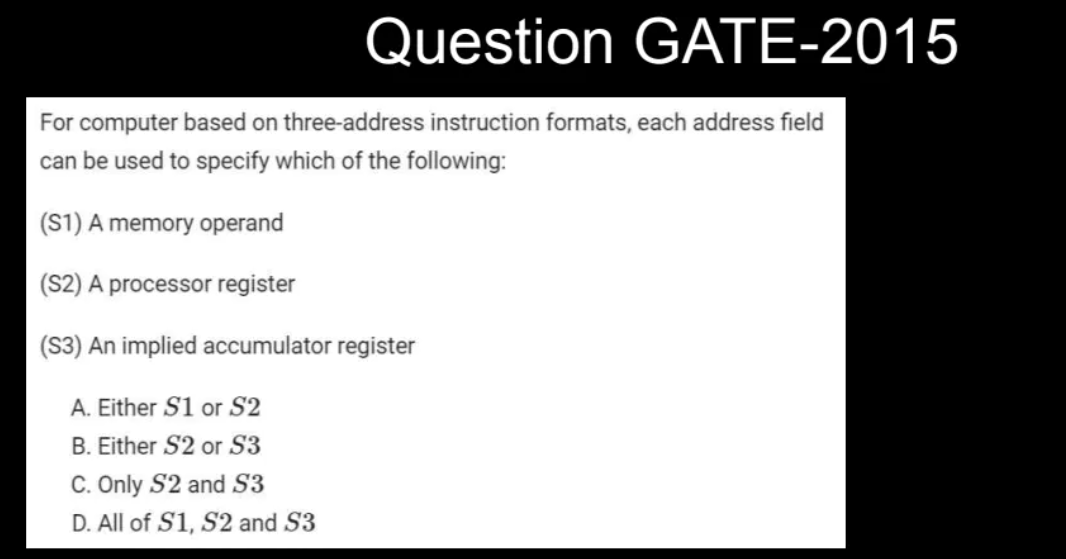 Question GATE-2015
For computer based on three-address instruction formats, each address field
can be used to specify which of the following:
(S1) A memory operand
(S2) A processor register
(S3) An implied accumulator register
A. Either S1 or S2
B. Either S2 or S3
C. Only S2 and S3
D. All of S1, S2 and S3